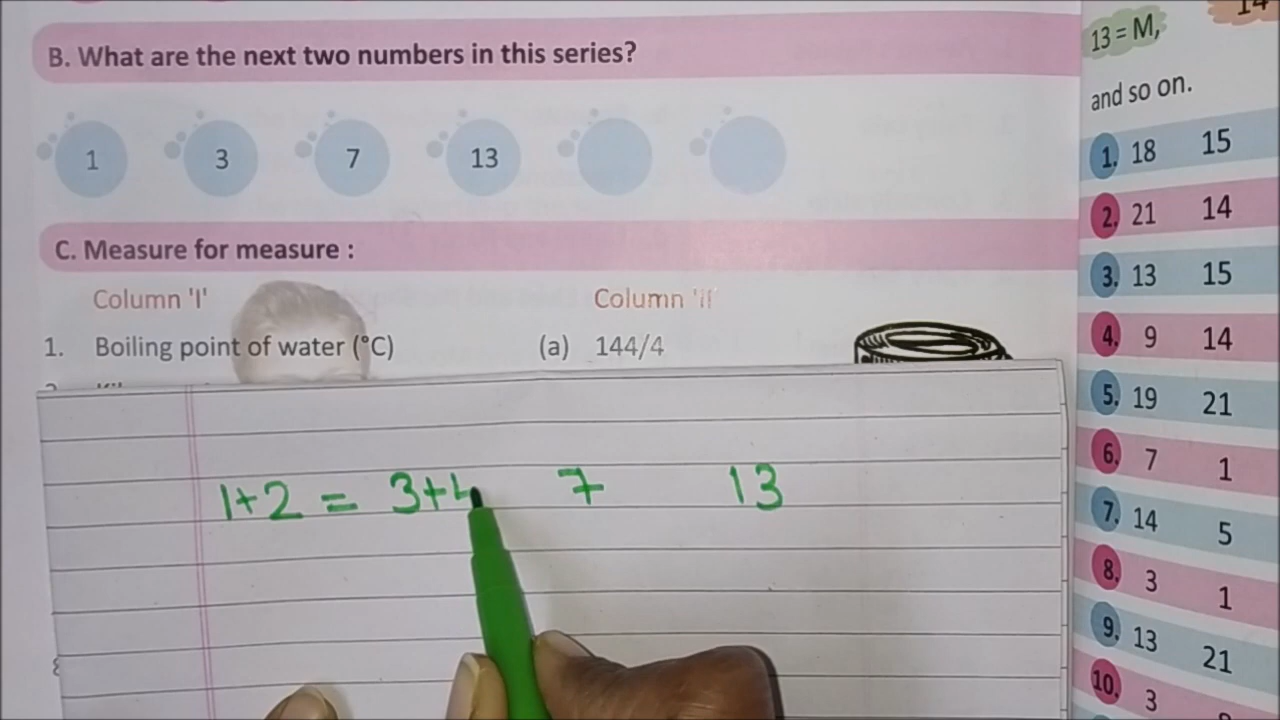 B. What are the next two numbers in this series?
1 3 7 13
C. Measure for measure :
Column 'I' Column 'II'
1. Boiling point of water (°C) (a) 144/4
1+2 = 3+4 7 13
14
13 = M,
and so on.
1. 18 15
2. 21 14
3. 13 15
4. 9 14
5. 19 21
6. 7 1
7. 14 5
8. 3 1
9. 13 21
10. 3